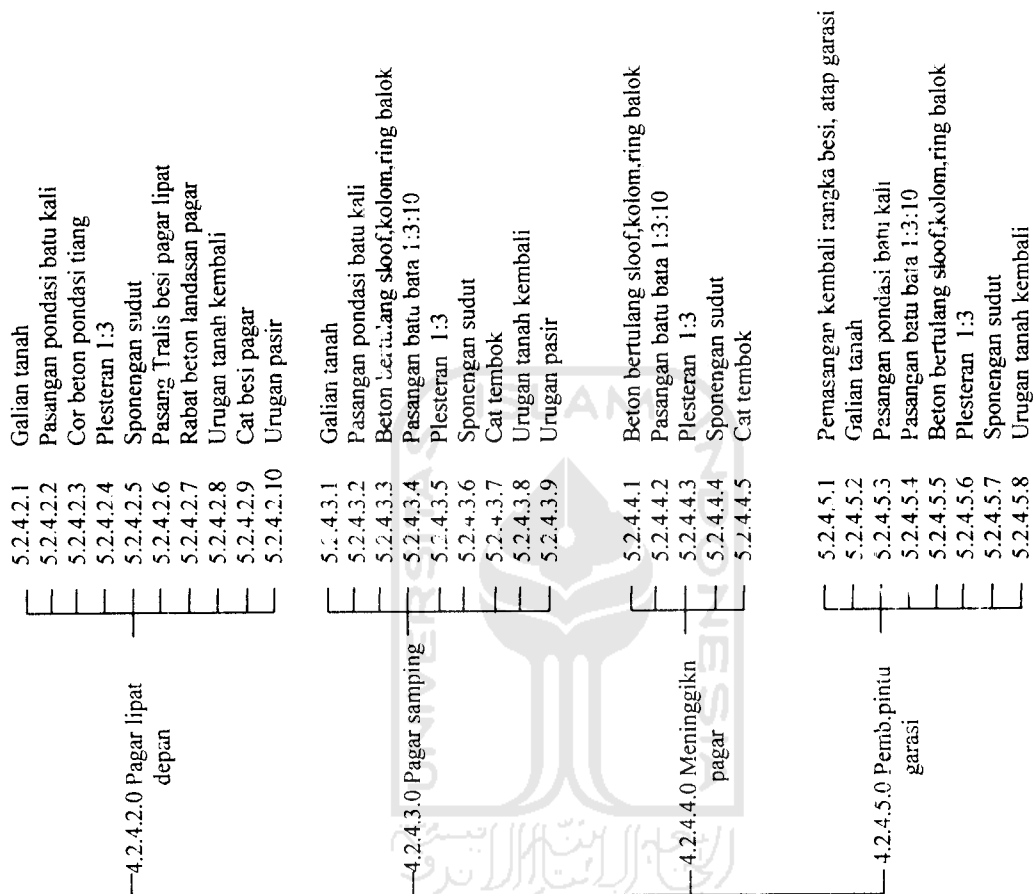 4.2.4.2.0 Pagar lipat
depan
5.2.4.2.1 Galian tanah
5.2.4.2.2 Pasangan pondasi batu kali
5.2.4.2.3 Cor beton pondasi tiang
5.2.4.2.4 Plesteran 1:3
5.2.4.2.5 Sponengan sudut
5.2.4.2.6 Pasang Tralis besi pagar lipat
5.2.4.2.7 Rabat beton landasan pagar
5.2.4.2.8 Urugan tanah kembali
5.2.4.2.9 Cat besi pagar
5.2.4.2.10 Urugan pasir
4.2.4.3.0 Pagar samping
5.2.4.3.1 Galian tanah
5.2.4.3.2 Pasangan pondasi batu kali
5.2.4.3.3 Beton bertulang sloof,kolom,ring balok
5.2.4.3.4 Pasangan batu bata 1:3:10
5.2.4.3.5 Plesteran 1:3
5.2.4.3.6 Sponengan sudut
5.2.4.3.7 Cat tembok
5.2.4.3.8 Urugan tanah kembali
5.2.4.3.9 Urugan pasir
4.2.4.4.0 Meninggikn
pagar
5.2.4.4.1 Beton bertulang sloof,kolom,ring balok
5.2.4.4.2 Pasangan batu bata 1:3:10
5.2.4.4.3 Plesteran 1:3
5.2.4.4.4 Sponengan sudut
5.2.4.4.5 Cat tembok
4.2.4.5.0 Pemb.pintu
garasi
5.2.4.5.1 Pemasangan kembali rangka besi, atap garasi
5.2.4.5.2 Galian tanah
5.2.4.5.3 Pasangan pondasi batu kali
5.2.4.5.4 Pasangan batu bata 1:3:10
5.2.4.5.5 Beton bertulang sloof,kolom,ring balok
5.2.4.5.6 Plesteran 1:3
5.2.4.5.7 Sponengan sudut
5.2.4.5.8 Urugan tanah kembali
UNIVERSITAS
ISLAM
INDONESIA